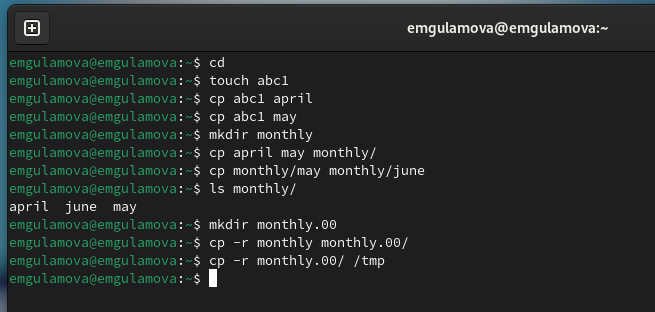 emgulamova@emgulamova:~
emgulamova@emgulamova:~$ cd
emgulamova@emgulamova:~$ touch abc1
emgulamova@emgulamova:~$ cp abc1 april
emgulamova@emgulamova:~$ cp abc1 may
emgulamova@emgulamova:~$ mkdir monthly
emgulamova@emgulamova:~$ cp april may monthly/
emgulamova@emgulamova:~$ cp monthly/may monthly/june
emgulamova@emgulamova:~$ ls monthly/
april  june  may
emgulamova@emgulamova:~$ mkdir monthly.00
emgulamova@emgulamova:~$ cp -r monthly monthly.00/
emgulamova@emgulamova:~$ cp -r monthly.00/ /tmp
emgulamova@emgulamova:~$